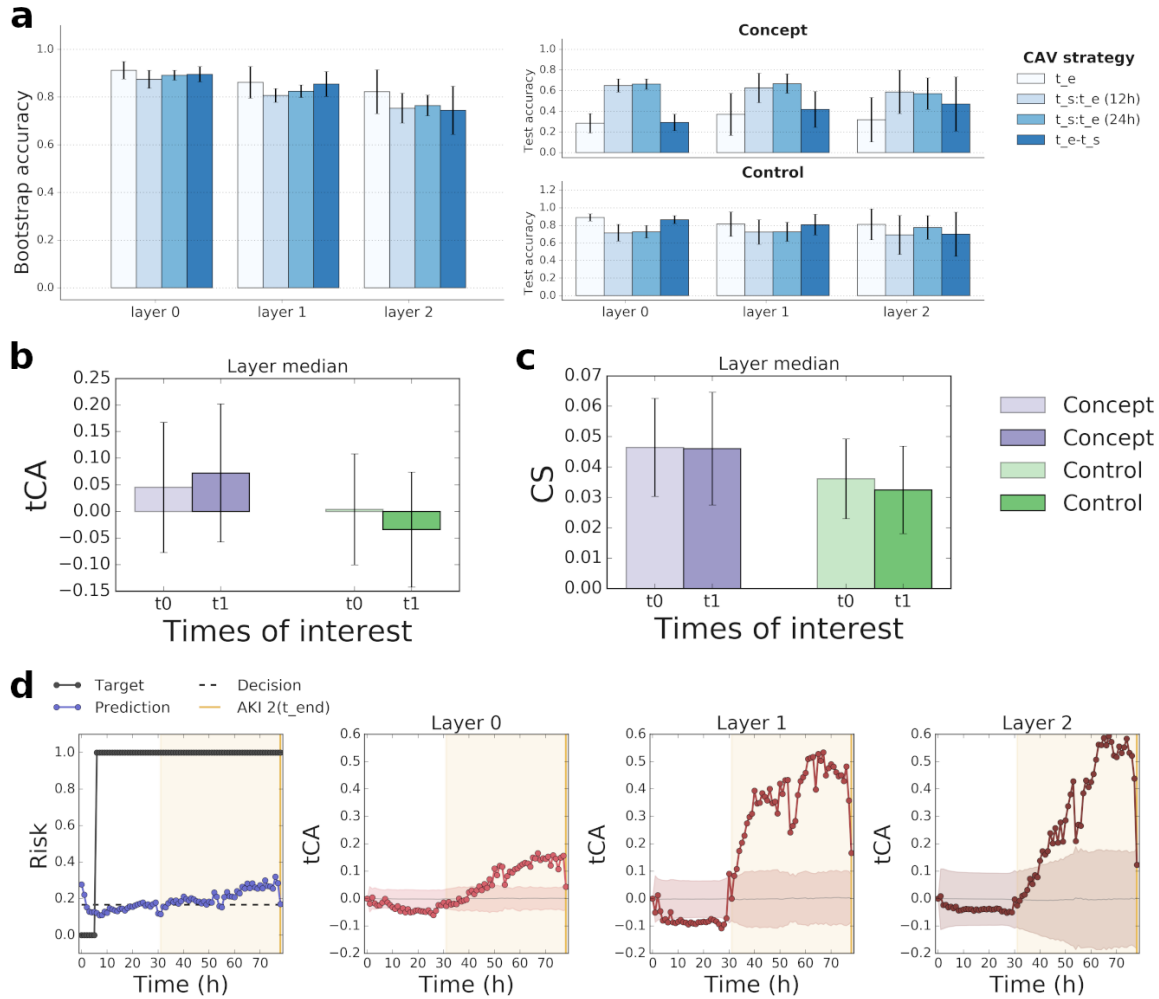 a
Bootstrap accuracy
1.0
0.8
0.6
0.4
0.2
0.0
layer 0
layer 1
layer 2
Concept
Test accuracy
1.0
0.8
0.6
0.4
0.2
0.0
Control
Test accuracy
1.2
1.0
0.8
0.6
0.4
0.2
0.0
layer 0
layer 1
layer 2
CAV strategy
t_e
t_s:t_e (12h)
t_s:t_e (24h)
t_e-t_s
b
Layer median
tCA
0.25
0.20
0.15
0.10
0.05
0.00
−0.05
−0.10
−0.15
t0 t1 t0 t1
Times of interest
c
Layer median
CS
0.07
0.06
0.05
0.04
0.03
0.02
0.01
0.00
t0 t1 t0 t1
Times of interest
Concept
Concept
Control
Control
d
Target
Prediction
Decision
AKI 2(t_end)
Risk
1.0
0.8
0.6
0.4
0.2
0.0
0 10 20 30 40 50 60 70
Time (h)
Layer 0
tCA
0.6
0.5
0.4
0.3
0.2
0.1
0.0
−0.1
−0.2
0 10 20 30 40 50 60 70
Time (h)
Layer 1
tCA
0.6
0.5
0.4
0.3
0.2
0.1
0.0
−0.1
−0.2
0 10 20 30 40 50 60 70
Time (h)
Layer 2
tCA
0.6
0.5
0.4
0.3
0.2
0.1
0.0
−0.1
−0.2
0 10 20 30 40 50 60 70
Time (h)